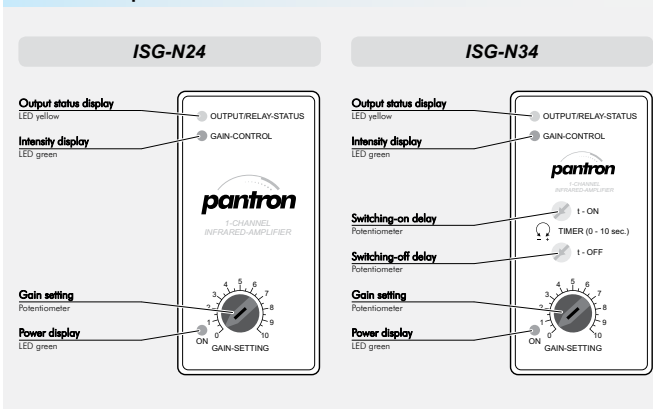 ISG-N24
Output status display
LED yellow
Intensity display
LED green
Gain setting
Potentiometer
Power display
LED green
OUTPUT/RELAY-STATUS
GAIN-CONTROL
pantron
1-CHANNEL
INFRARED-AMPLIFIER
0 1 2 3 4 5 6 7 8 9 10
ON
GAIN-SETTING
ISG-N34
Output status display
LED yellow
Intensity display
LED green
Switching-on delay
Potentiometer
Switching-off delay
Potentiometer
Gain setting
Potentiometer
Power display
LED green
OUTPUT/RELAY-STATUS
GAIN-CONTROL
pantron
1-CHANNEL
INFRARED-AMPLIFIER
t - ON
TIMER (0 - 10 sec.)
- +
t - OFF
0 1 2 3 4 5 6 7 8 9 10
ON
GAIN-SETTING